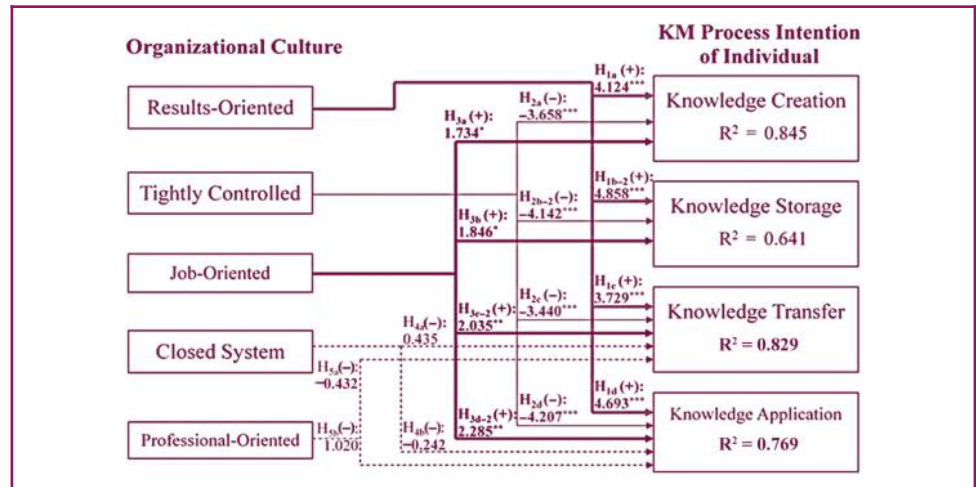 Organizational Culture
KM Process Intention
of Individual
Results-Oriented
Tightly Controlled
Job-Oriented
Closed System
Professional-Oriented
H3a (+):
1.734*
H3b (+):
1.846*
H3c–2(+):
2.035**
H3d–2(+):
2.285**
H2a(–):
–3.658***
H2b–2(–):
–4.142***
H2c(–):
–3.440***
H2d(–):
–4.207***
H1a(+):
4.124***
H1b–2(+):
4.858***
H1c(+):
3.729***
H1d(+):
4.693***
H4a(–):
0.435
H5a(–):
–0.432
H5b(–):
1.020
H4b(–):
–0.242
Knowledge Creation
R² = 0.845
Knowledge Storage
R² = 0.641
Knowledge Transfer
R² = 0.829
Knowledge Application
R² = 0.769